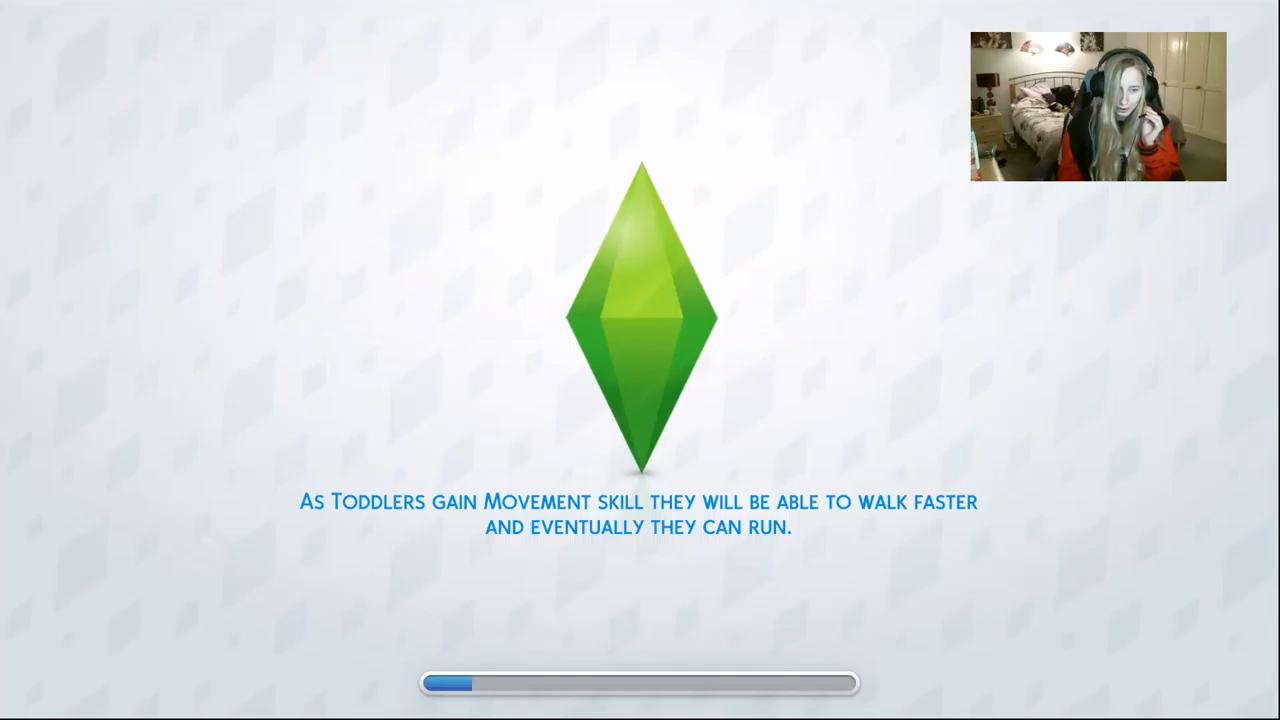 As Toddlers gain Movement skill they will be able to walk faster
and eventually they can run.